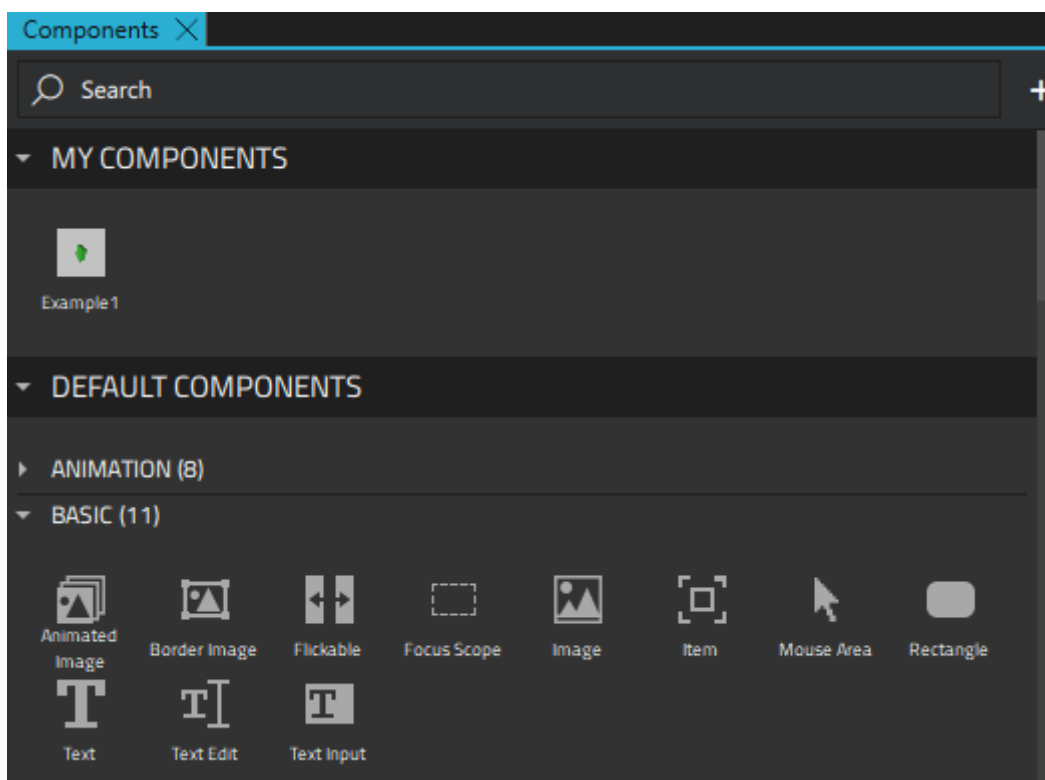 Components
Search
MY COMPONENTS
Example1
DEFAULT COMPONENTS
ANIMATION (8)
BASIC (11)
Animated Image
Border Image
Flickable
Focus Scope
Image
Item
Mouse Area
Rectangle
Text
Text Edit
Text Input